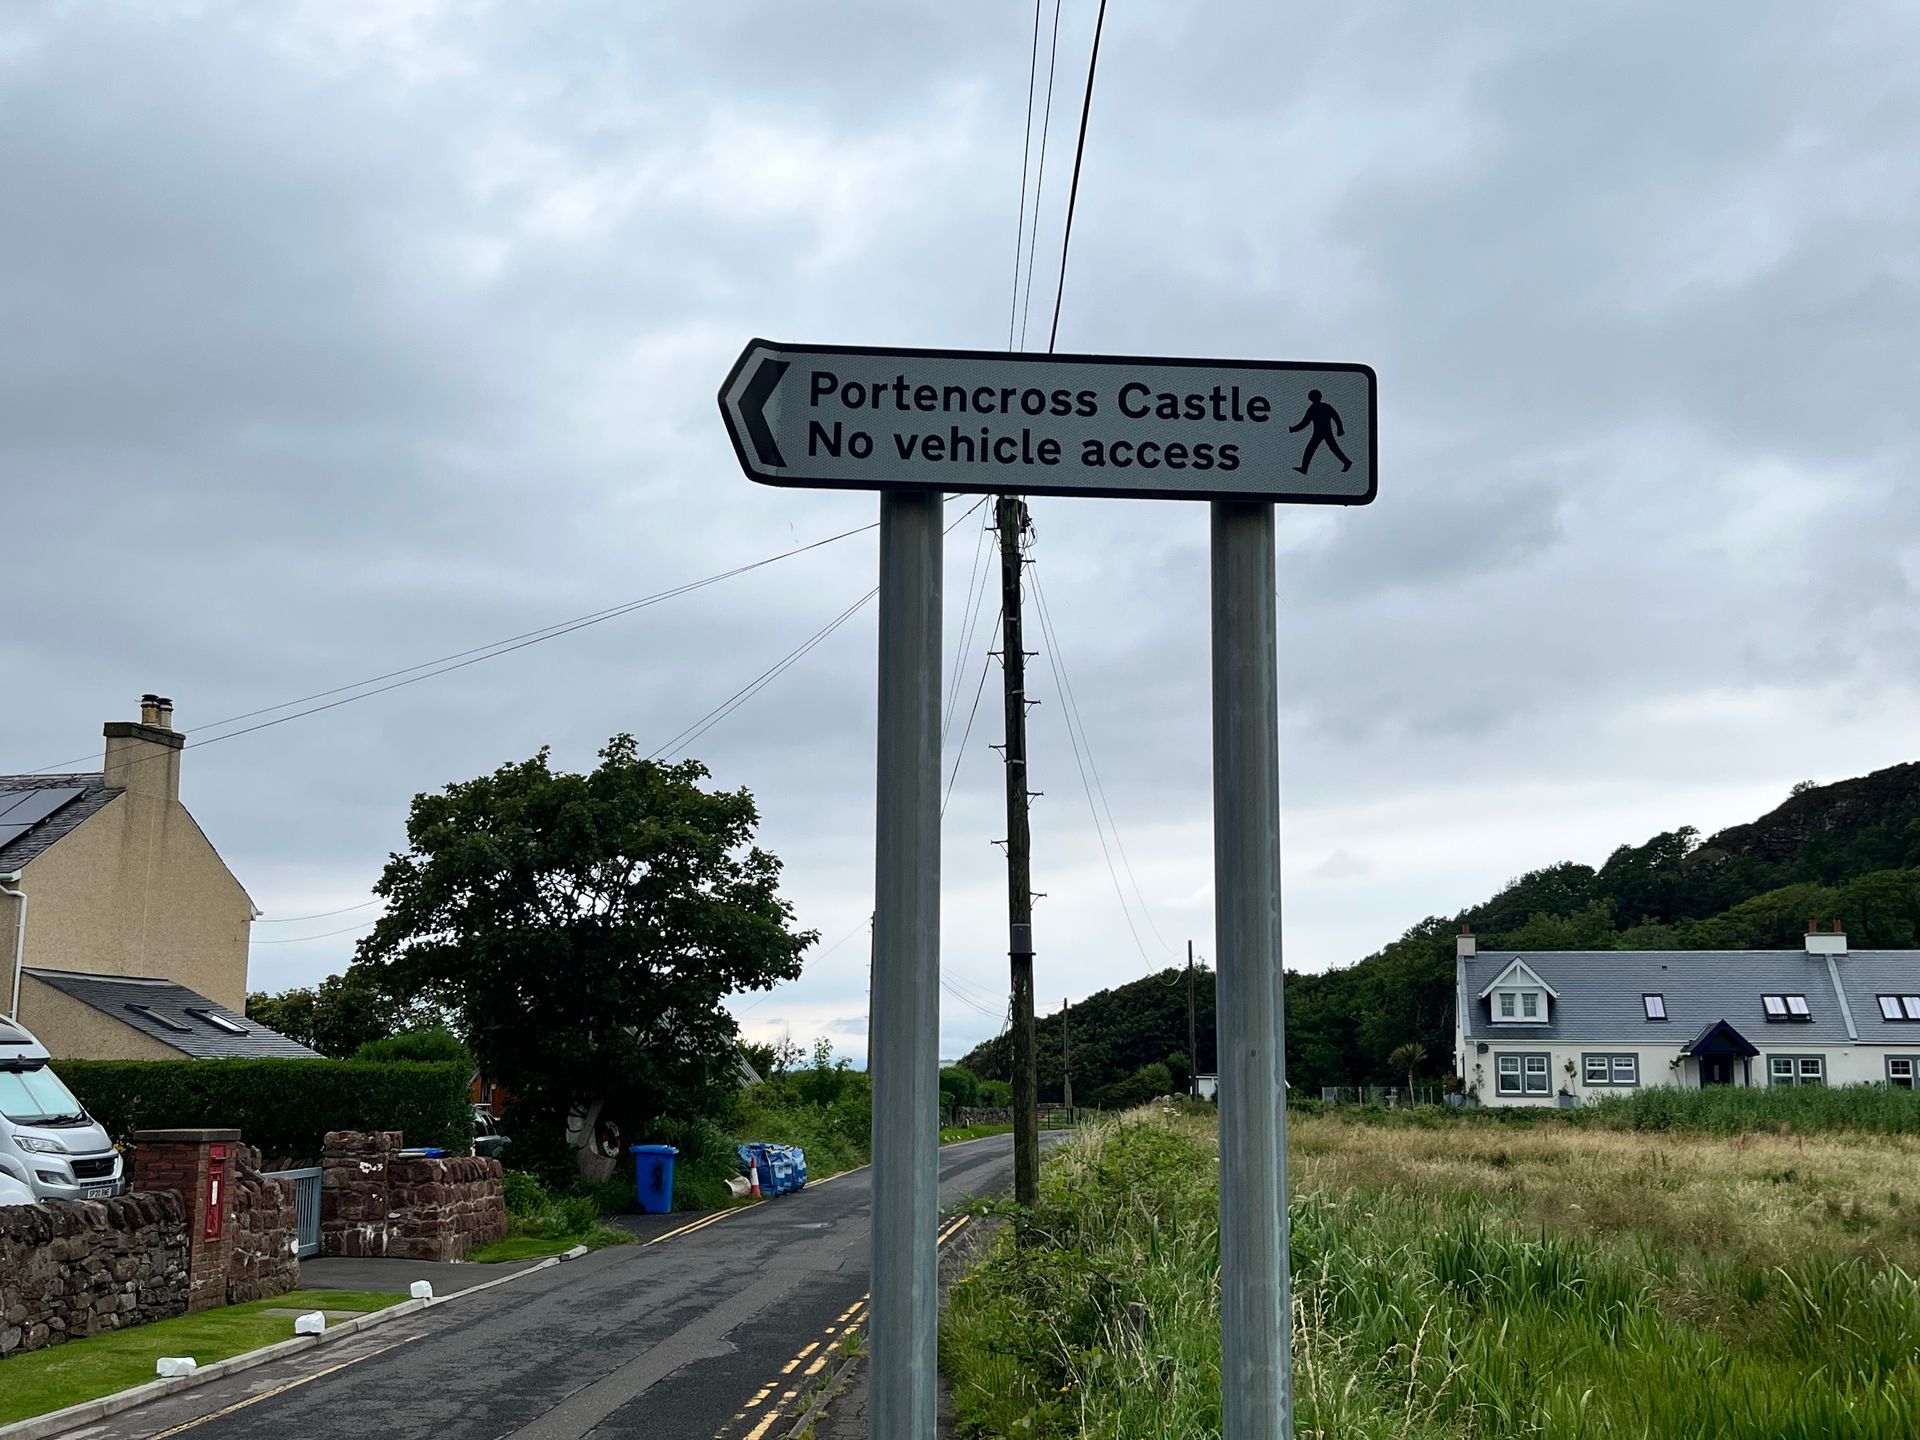 Portencross Castle
No vehicle access